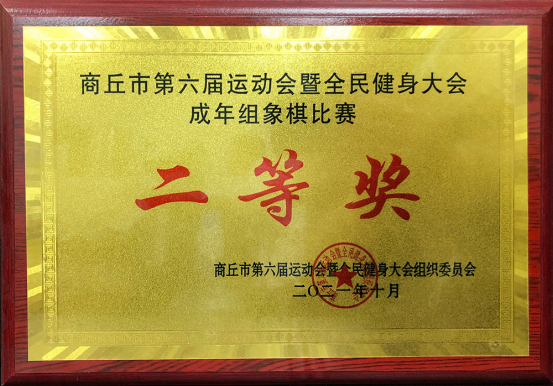 商丘市第六届运动会暨全民健身大会
成年组象棋比赛
二等奖
商丘市第六届运动会暨全民健身大会组织委员会
二〇二一年十月